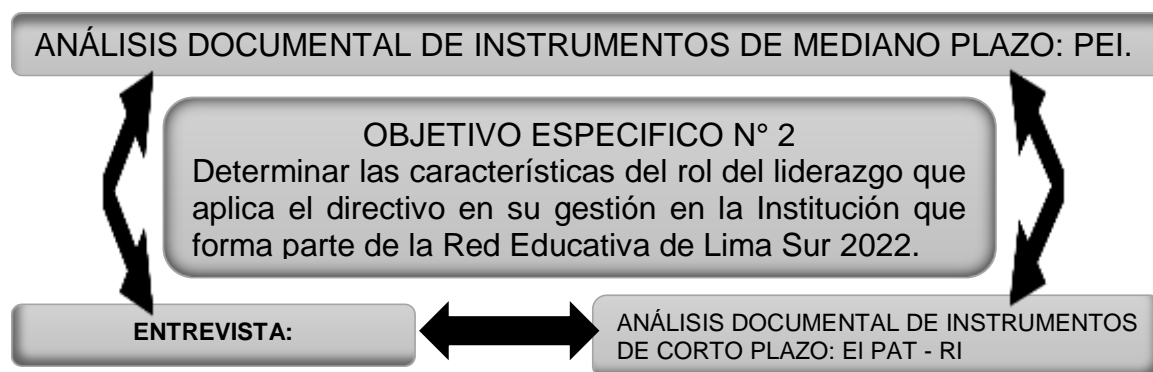 ANÁLISIS DOCUMENTAL DE INSTRUMENTOS DE MEDIANO PLAZO: PEI.
OBJETIVO ESPECIFICO N° 2
Determinar las características del rol del liderazgo que
aplica el directivo en su gestión en la Institución que
forma parte de la Red Educativa de Lima Sur 2022.
ENTREVISTA:
ANÁLISIS DOCUMENTAL DE INSTRUMENTOS
DE CORTO PLAZO: El PAT - RI